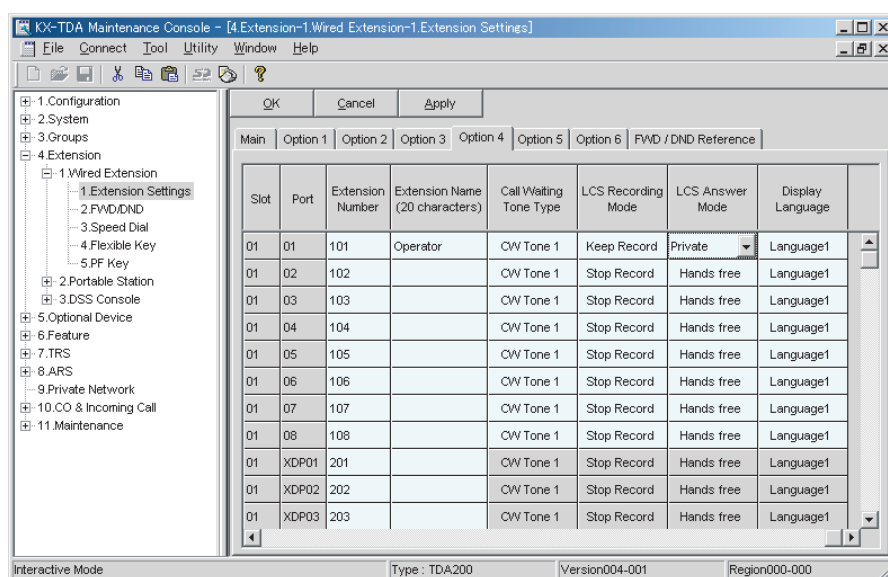 KX-TDA Maintenance Console - [4.Extension-1.Wired Extension-1.Extension Settings]
File Connect Tool Utility Window Help
1.Configuration
2.System
3.Groups
4.Extension
1.Wired Extension
1.Extension Settings
2.FWD/DND
3.Speed Dial
4.Flexible Key
5.PF Key
2.Portable Station
3.DSS Console
5.Optional Device
6.Feature
7.TRS
8.ARS
9.Private Network
10.CO & Incoming Call
11.Maintenance
OK Cancel Apply
Main Option 1 Option 2 Option 3 Option 4 Option 5 Option 6 FWD / DND Reference
Slot Port Extension Number Extension Name (20 characters) Call Waiting Tone Type LCS Recording Mode LCS Answer Mode Display Language
01 01 101 Operator CW Tone 1 Keep Record Private Language1
01 02 102 CW Tone 1 Stop Record Hands free Language1
01 03 103 CW Tone 1 Stop Record Hands free Language1
01 04 104 CW Tone 1 Stop Record Hands free Language1
01 05 105 CW Tone 1 Stop Record Hands free Language1
01 06 106 CW Tone 1 Stop Record Hands free Language1
01 07 107 CW Tone 1 Stop Record Hands free Language1
01 08 108 CW Tone 1 Stop Record Hands free Language1
01 XDP01 201 CW Tone 1 Stop Record Hands free Language1
01 XDP02 202 CW Tone 1 Stop Record Hands free Language1
01 XDP03 203 CW Tone 1 Stop Record Hands free Language1
Interactive Mode Type : TDA200 Version004-001 Region000-000